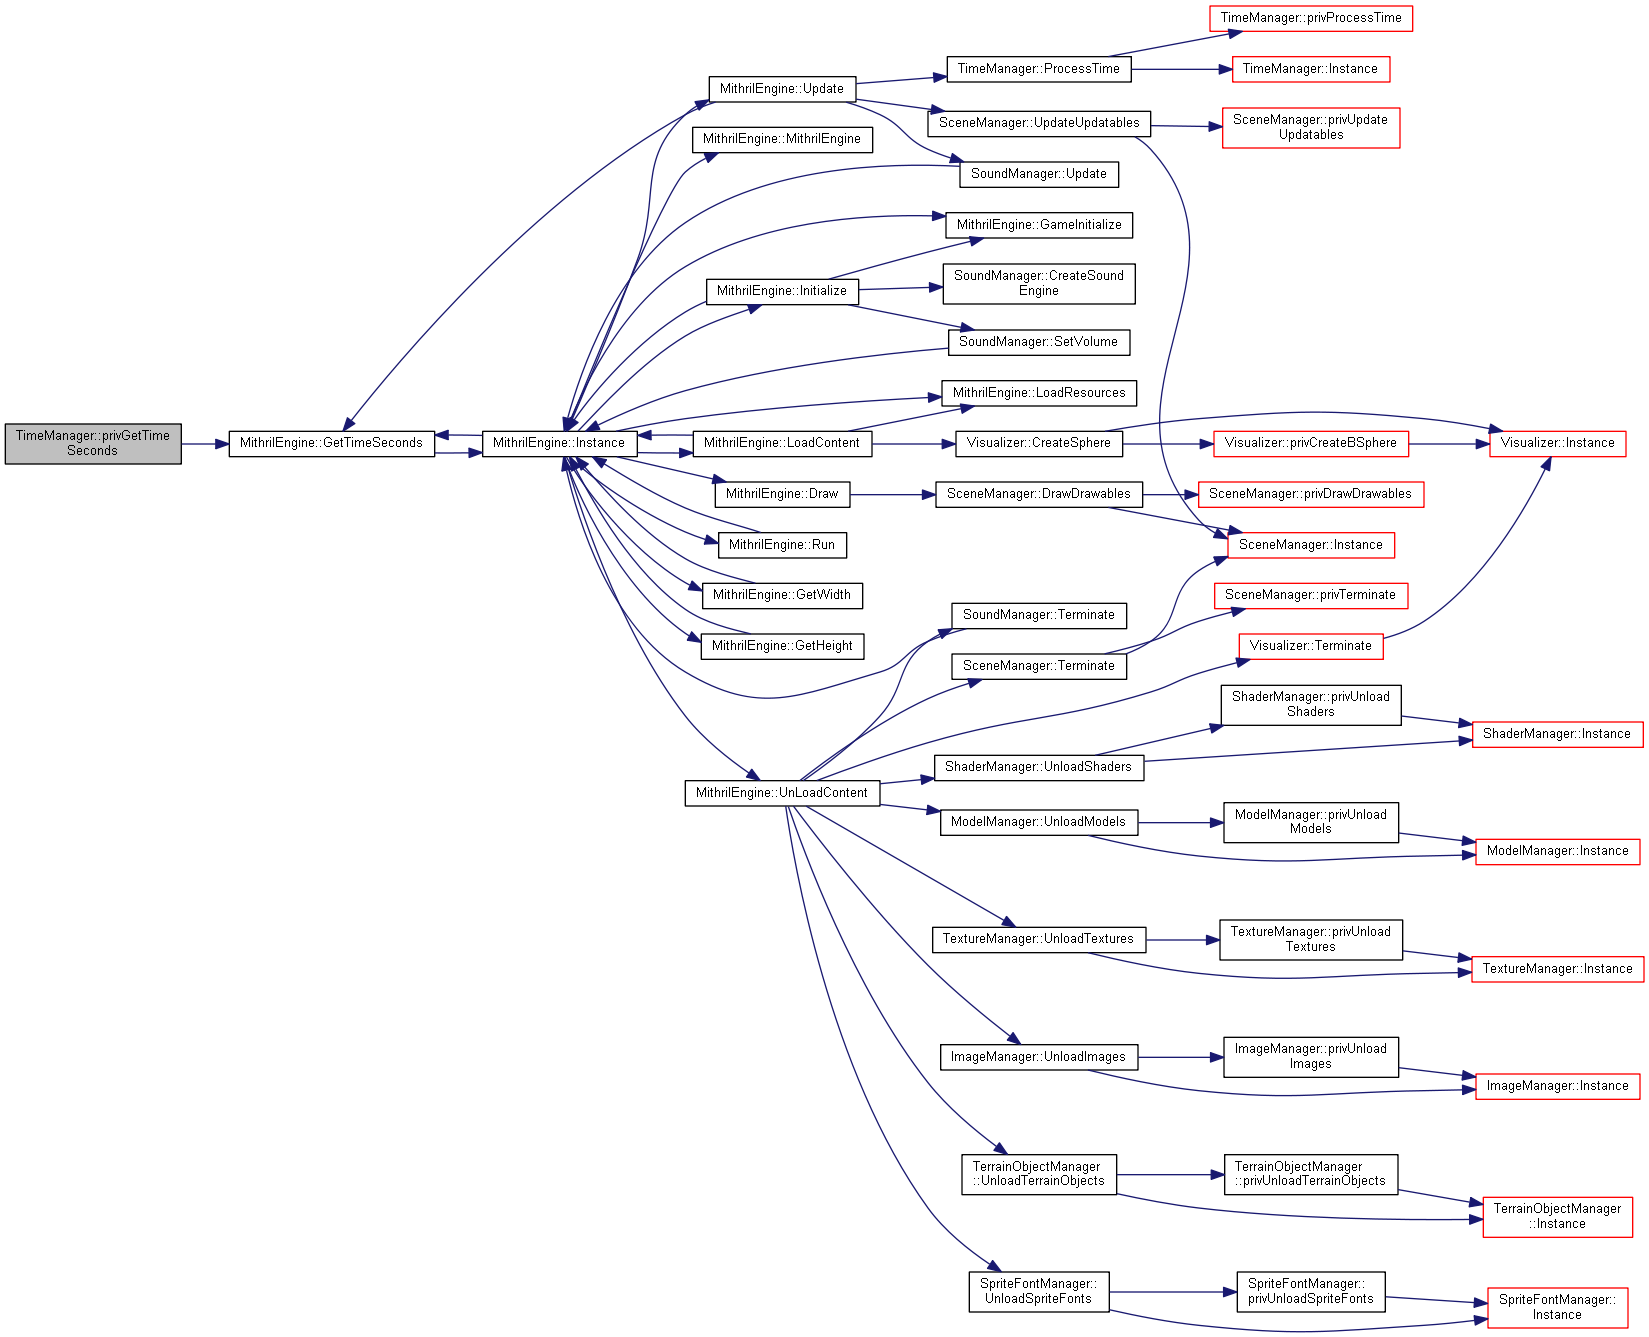 TimeManager::privProcessTime
TimeManager::ProcessTime
TimeManager::Instance
MithrilEngine::Update
SceneManager::UpdateUpdatables
SceneManager::privUpdate
Updatables
MithrilEngine::MithrilEngine
SoundManager::Update
MithrilEngine::GameInitialize
SoundManager::CreateSound
Engine
MithrilEngine::Initialize
SoundManager::SetVolume
MithrilEngine::LoadResources
TimeManager::privGetTime
Seconds
MithrilEngine::GetTimeSeconds
MithrilEngine::Instance
MithrilEngine::LoadContent
Visualizer::CreateSphere
Visualizer::privCreateBSphere
Visualizer::Instance
MithrilEngine::Draw
SceneManager::DrawDrawables
SceneManager::privDrawDrawables
MithrilEngine::Run
SceneManager::Instance
MithrilEngine::GetWidth
SceneManager::privTerminate
SoundManager::Terminate
MithrilEngine::GetHeight
SceneManager::Terminate
Visualizer::Terminate
ShaderManager::privUnload
Shaders
ShaderManager::Instance
ShaderManager::UnloadShaders
MithrilEngine::UnLoadContent
ModelManager::UnloadModels
ModelManager::privUnload
Models
ModelManager::Instance
TextureManager::UnloadTextures
TextureManager::privUnload
Textures
TextureManager::Instance
ImageManager::UnloadImages
ImageManager::privUnload
Images
ImageManager::Instance
TerrainObjectManager
::UnloadTerrainObjects
TerrainObjectManager
::privUnloadTerrainObjects
TerrainObjectManager
::Instance
SpriteFontManager::
UnloadSpriteFonts
SpriteFontManager::
privUnloadSpriteFonts
SpriteFontManager::
Instance